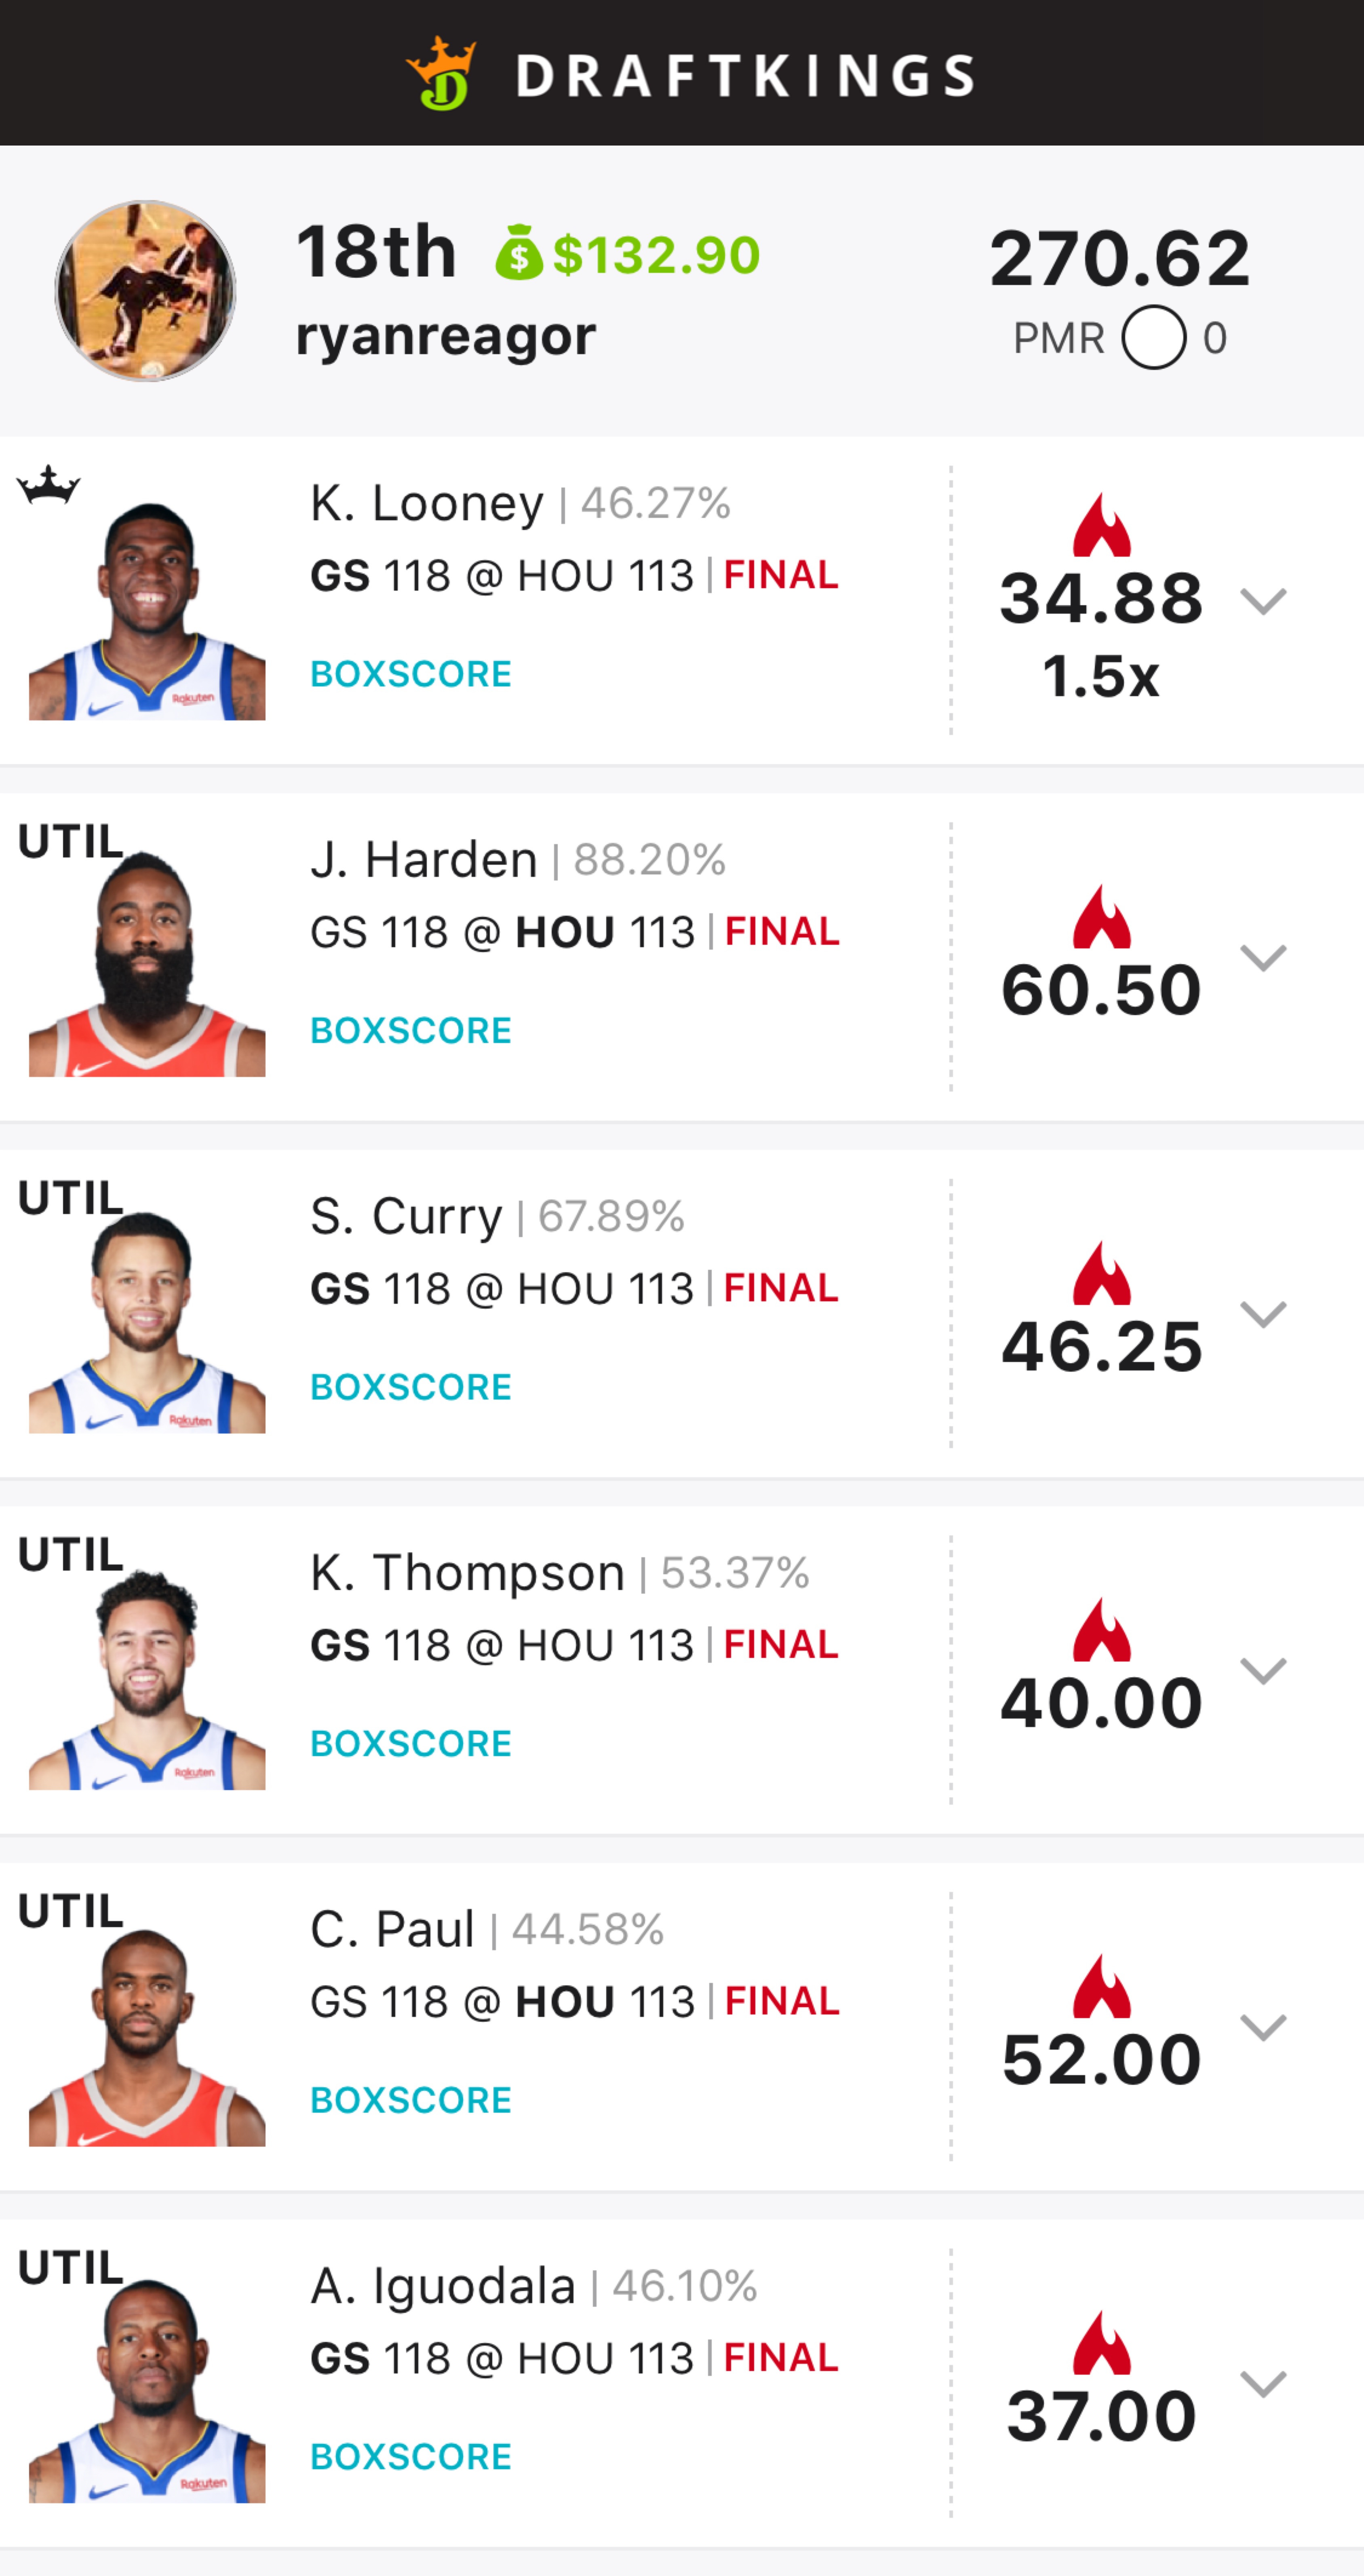 DRAFTKINGS
18th $132.90
270.62
ryanreagor
PMR 0
K. Looney | 46.27%
GS 118 @ HOU 113 | FINAL
BOXSCORE
34.88
1.5x
UTIL
J. Harden | 88.20%
GS 118 @ HOU 113 | FINAL
BOXSCORE
60.50
UTIL
S. Curry | 67.89%
GS 118 @ HOU 113 | FINAL
BOXSCORE
46.25
Rakuten
UTIL
K. Thompson | 53.37%
GS 118 @ HOU 113 | FINAL
BOXSCORE
40.00
Rakuten
UTIL
C. Paul | 44.58%
GS 118 @ HOU 113 | FINAL
BOXSCORE
52.00
UTIL
A. Iguodala | 46.10%
GS 118 @ HOU 113 | FINAL
BOXSCORE
37.00
Rakuten